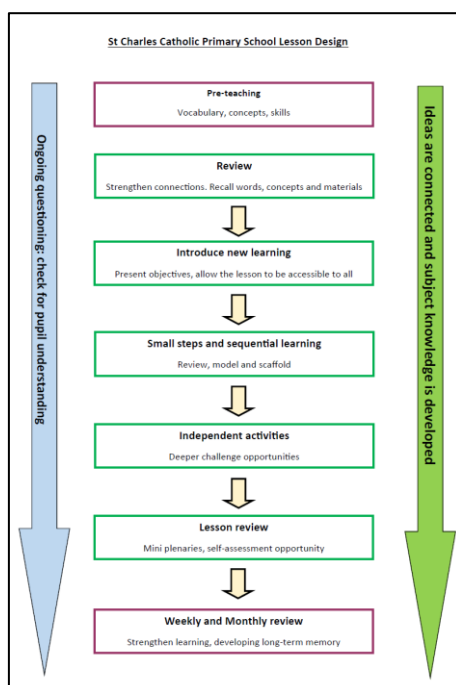 St Charles Catholic Primary School Lesson Design
Pre-teaching
Vocabulary, concepts, skills
Review
Strengthen connections. Recall words, concepts and materials
Introduce new learning
Present objectives, allow the lesson to be accessible to all
Small steps and sequential learning
Review, model and scaffold
Independent activities
Deeper challenge opportunities
Lesson review
Mini plenaries, self-assessment opportunity
Weekly and Monthly review
Strengthen learning, developing long-term memory
Ongoing questioning: check for pupil understanding
Ideas are connected and subject knowledge is developed